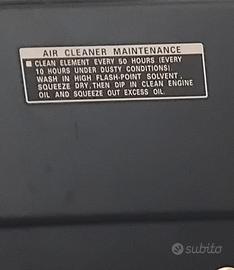 AIR CLEANER MAINTENANCE
■ CLEAN ELEMENT EVERY 50 HOURS (EVERY
10 HOURS UNDER DUSTY CONDITIONS).
WASH IN HIGH FLASH-POINT SOLVENT,
SQUEEZE DRY, THEN DIP IN CLEAN ENGINE
OIL AND SQUEEZE OUT EXCESS OIL.
subito